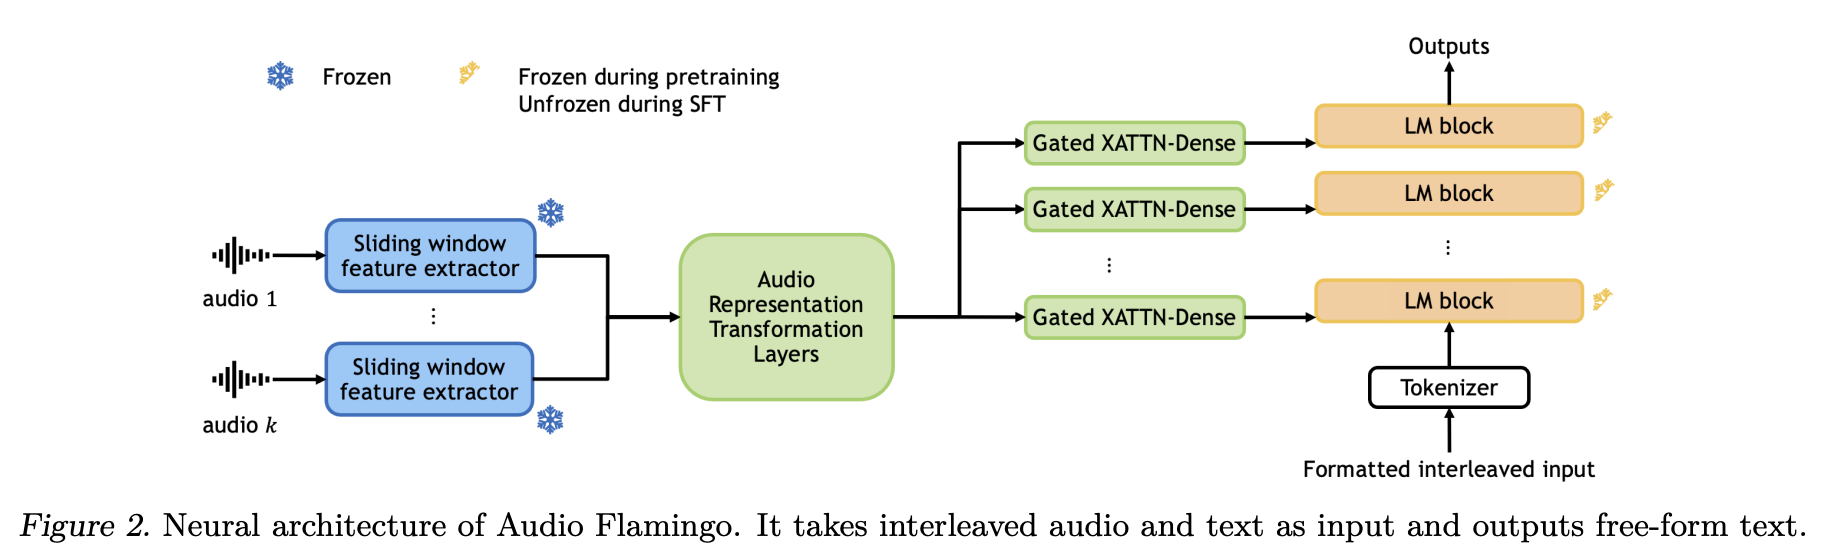 Outputs
Frozen
Frozen during pretraining
Unfrozen during SFT
Gated XATTN-Dense
LM block
Gated XATTN-Dense
LM block
Sliding window
feature extractor
audio 1
⋮
Audio
Representation
Transformation
Layers
⋮
⋮
Gated XATTN-Dense
LM block
Sliding window
feature extractor
audio k
Tokenizer
Formatted interleaved input
Figure 2. Neural architecture of Audio Flamingo. It takes interleaved audio and text as input and outputs free-form text.